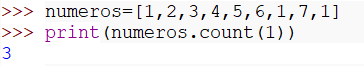 >>> numeros=[1,2,3,4,5,6,1,7,1]
>>> print(numeros.count(1))
3